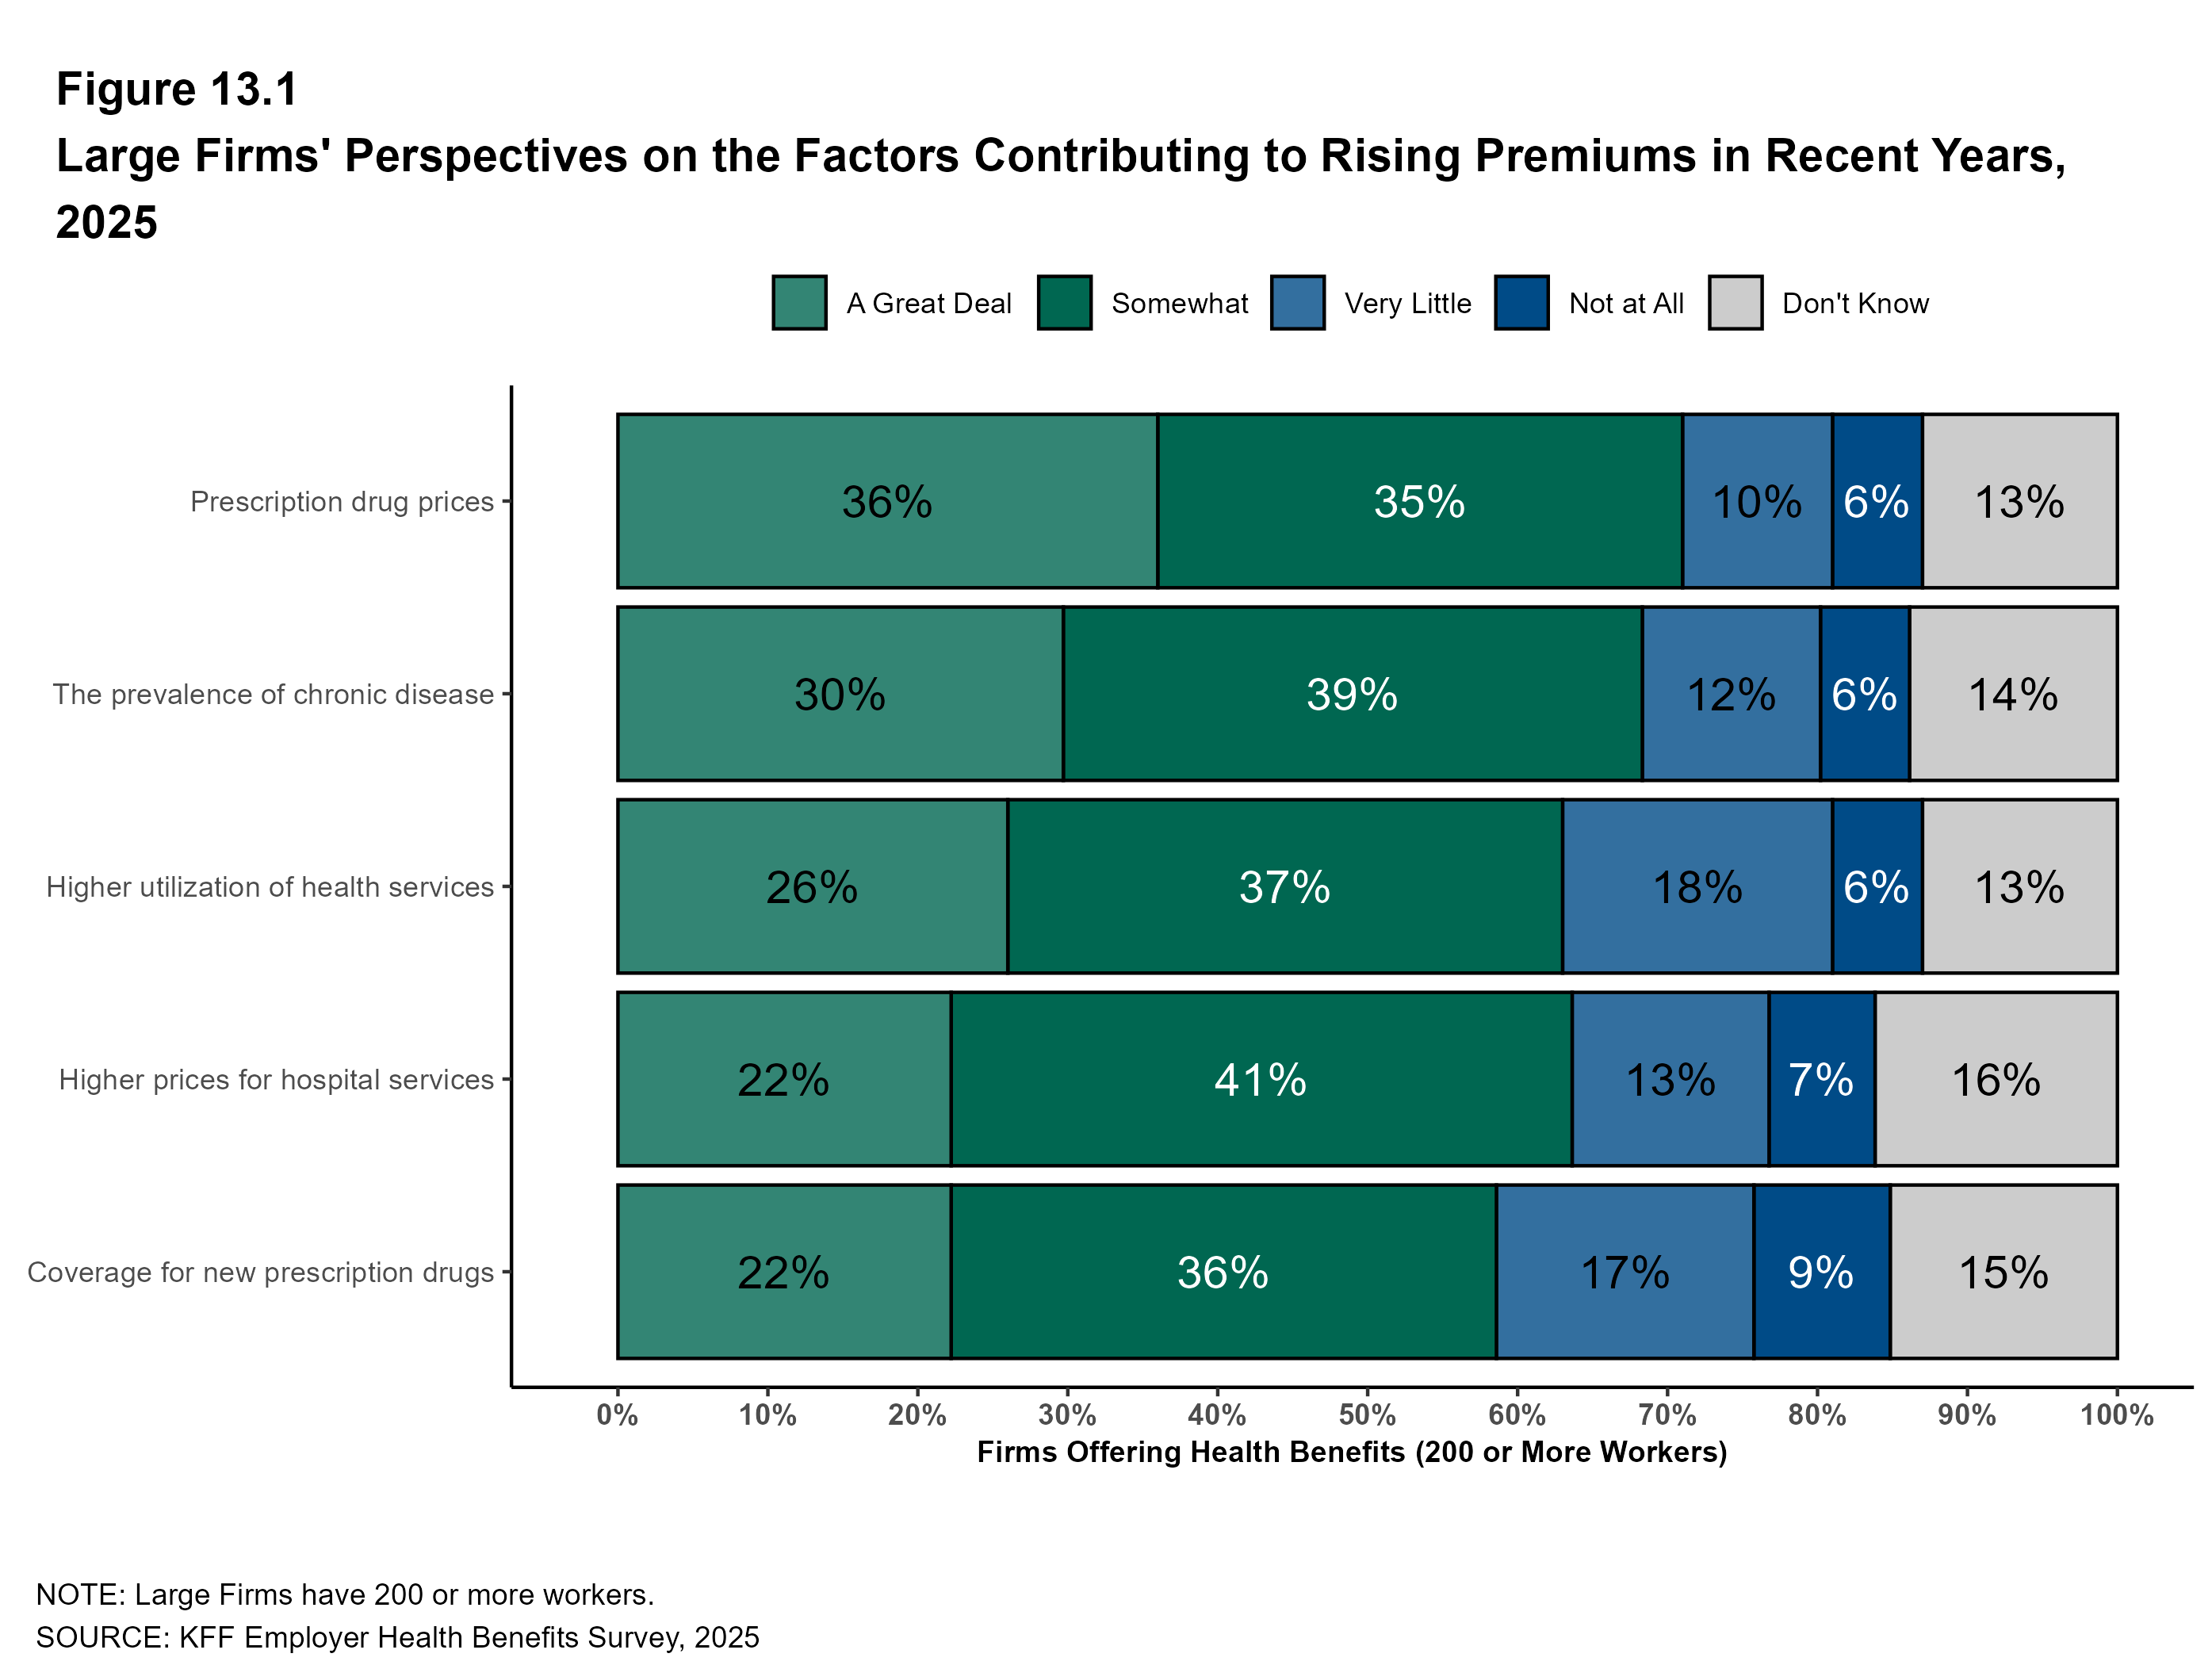 Figure 13.1
Large Firms' Perspectives on the Factors Contributing to Rising Premiums in Recent Years,
2025
A Great Deal Somewhat Very Little Not at All Don't Know
Prescription drug prices 36% 35% 10% 6% 13%
The prevalence of chronic disease 30% 39% 12% 6% 14%
Higher utilization of health services 26% 37% 18% 6% 13%
Higher prices for hospital services 22% 41% 13% 7% 16%
Coverage for new prescription drugs 22% 36% 17% 9% 15%
0% 10% 20% 30% 40% 50% 60% 70% 80% 90% 100%
Firms Offering Health Benefits (200 or More Workers)
NOTE: Large Firms have 200 or more workers.
SOURCE: KFF Employer Health Benefits Survey, 2025